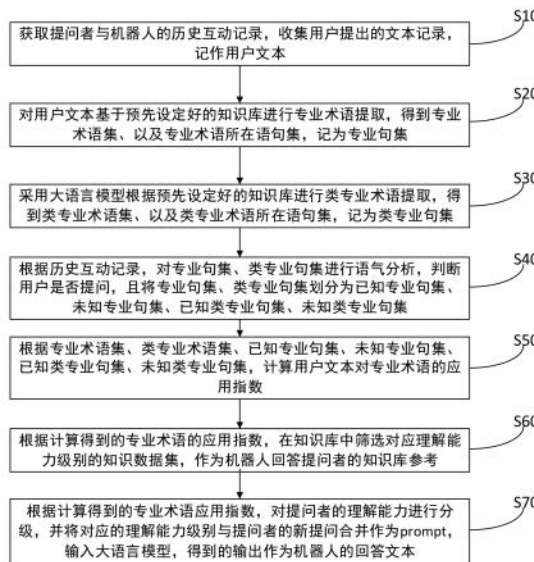 S10
获取提问者与机器人的历史互动记录，收集用户提出的文本记录，
记作用户文本
S20
对用户文本基于预先设定好的知识库进行专业术语提取，得到专业
术语集、以及专业术语所在语句集，记为专业句集
S30
采用大语言模型根据预先设定好的知识库进行类专业术语提取，得
到类专业术语集、以及类专业术语所在语句集，记为类专业句集
S40
根据历史互动记录，对专业句集、类专业句集进行语气分析，判断
用户是否提问，且将专业句集、类专业句集划分为已知专业句集、
未知专业句集、已知类专业句集、未知类专业句集
S50
根据专业术语集、类专业术语集、已知专业句集、未知专业句集、
已知类专业句集、未知类专业句集，计算用户文本对专业术语的应
用指数
S60
根据计算得到的专业术语的应用指数，在知识库中筛选对应理解能
力级别的知识数据集，作为机器人回答提问者的知识库参考
S70
根据计算得到的专业术语应用指数，对提问者的理解能力进行分
级，并将对应的理解能力级别与提问者的新提问合并作为prompt，
输入大语言模型，得到的输出作为机器人的回答文本